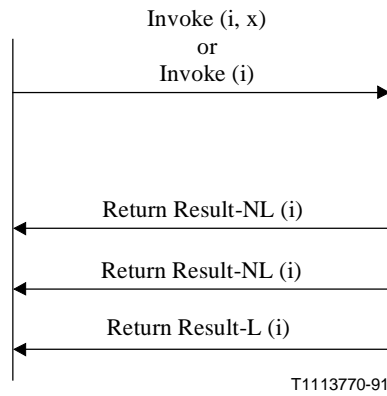 Invoke (i, x)
or
Invoke (i)
Return Result-NL (i)
Return Result-NL (i)
Return Result-L (i)
T1113770-91